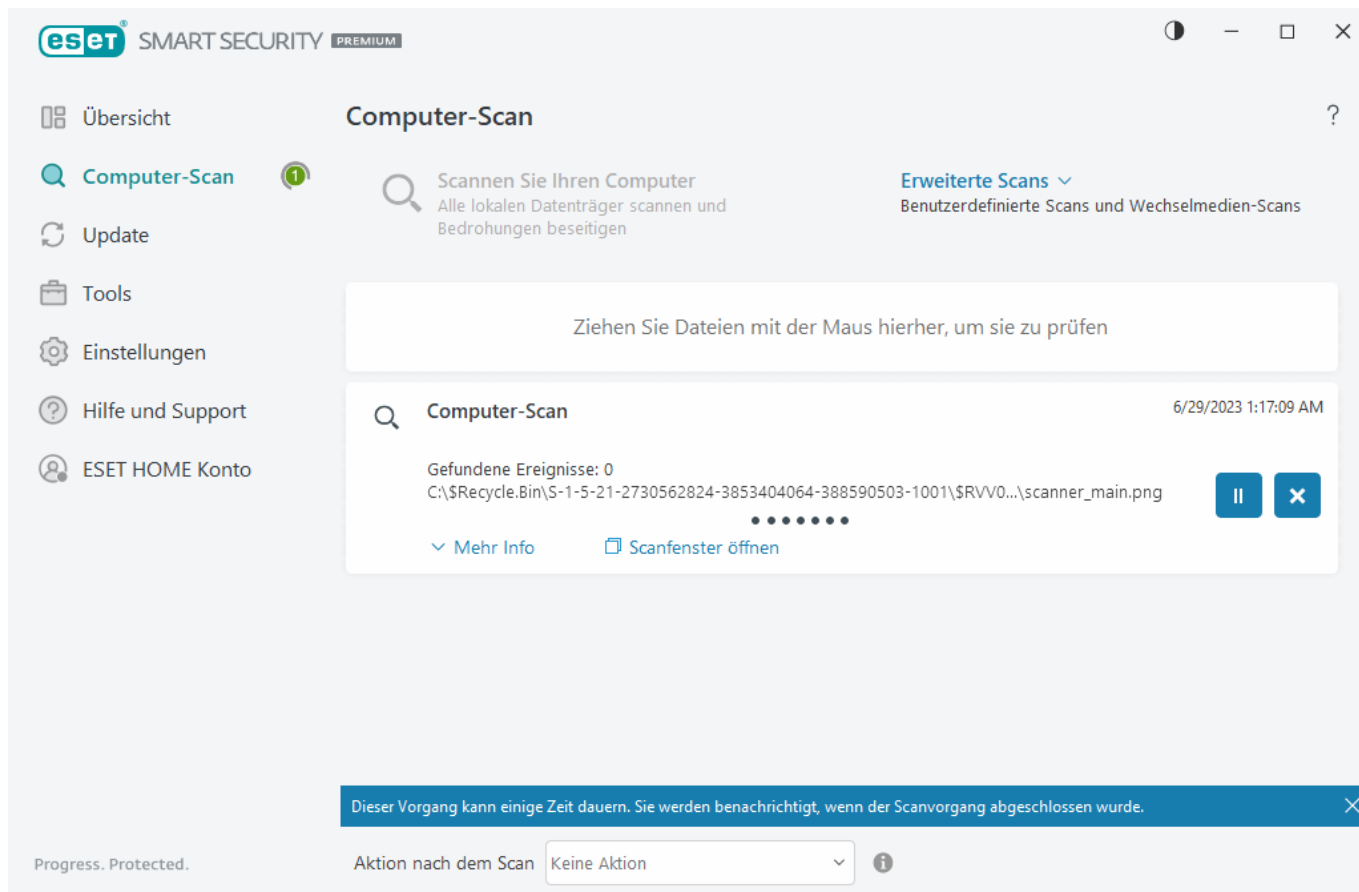 eset® SMART SECURITY PREMIUM
Übersicht
Computer-Scan
1
Update
Tools
Einstellungen
Hilfe und Support
ESET HOME Konto
Progress. Protected.
Computer-Scan
?
Scannen Sie Ihren Computer
Alle lokalen Datenträger scannen und
Bedrohungen beseitigen
Erweiterte Scans
Benutzerdefinierte Scans und Wechselmedien-Scans
Ziehen Sie Dateien mit der Maus hierher, um sie zu prüfen
Computer-Scan
6/29/2023 1:17:09 AM
Gefundene Ereignisse: 0
C:\$Recycle.Bin\S-1-5-21-2730562824-3853404064-388590503-1001\$RVV0...\scanner_main.png
Mehr Info
Scanfenster öffnen
Dieser Vorgang kann einige Zeit dauern. Sie werden benachrichtigt, wenn der Scanvorgang abgeschlossen wurde.
Aktion nach dem Scan
Keine Aktion